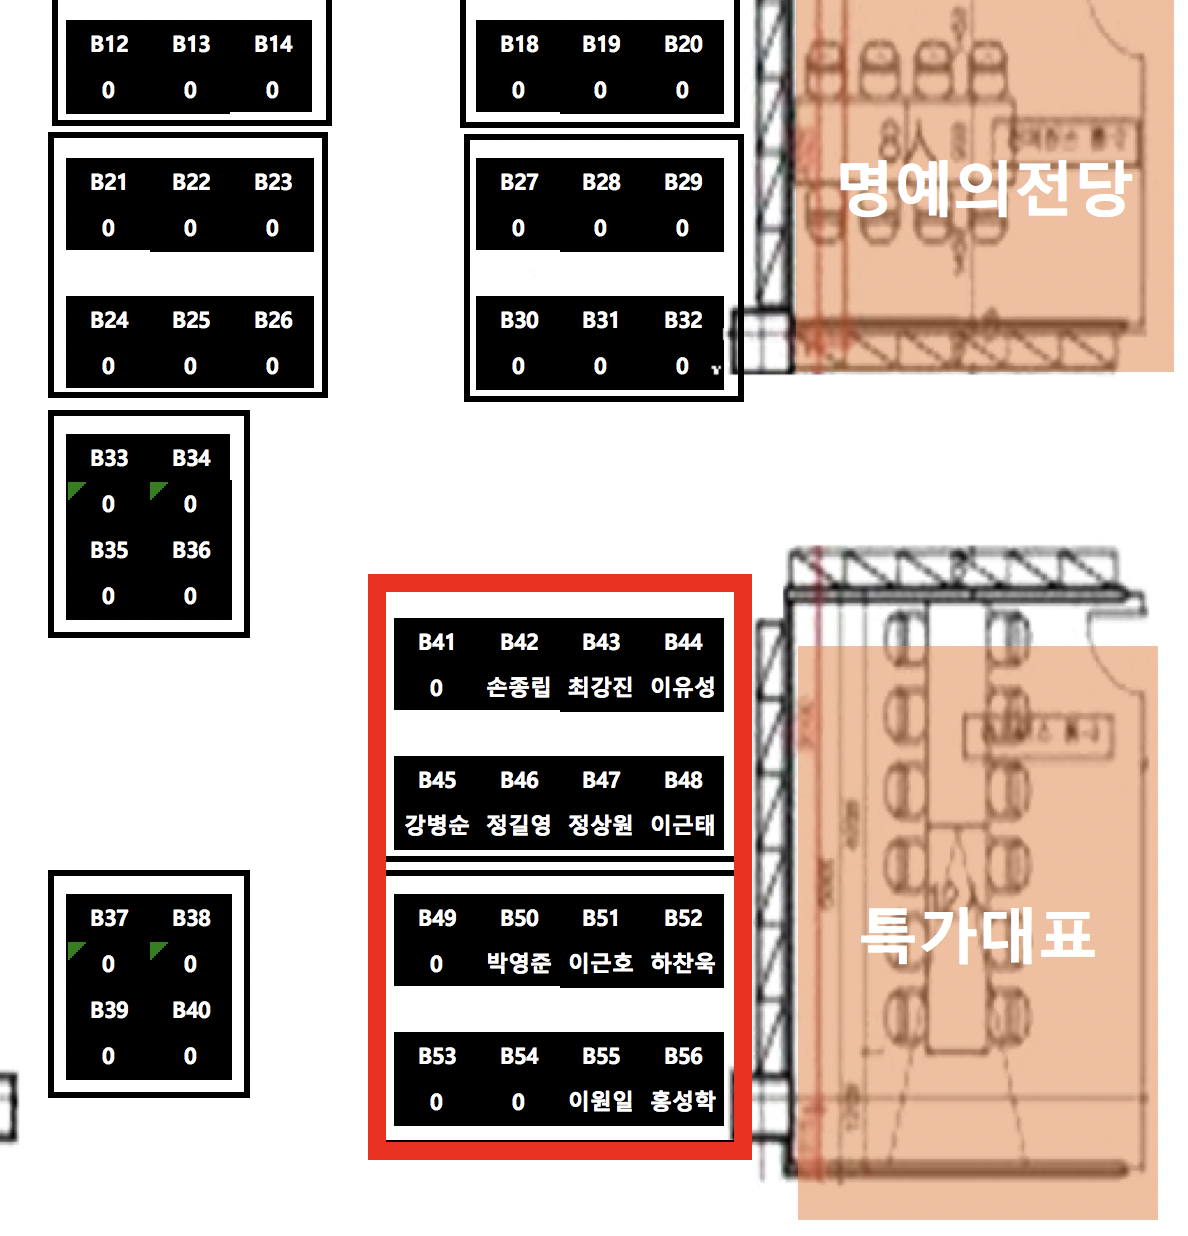 B12 B13 B14
0 0 0
B18 B19 B20
0 0 0
B21 B22 B23
0 0 0
B24 B25 B26
0 0 0
B27 B28 B29
0 0 0
B30 B31 B32
0 0 0
8人
명예의전당
B33 B34
0 0
B35 B36
0 0
B41 B42 B43 B44
0 손종립 최강진 이유성
B45 B46 B47 B48
강병순 정길영 정상원 이근태
B49 B50 B51 B52
0 박영준 이근호 하찬욱
B53 B54 B55 B56
0 0 이원일 홍성학
특가대표
B37 B38
0 0
B39 B40
0 0